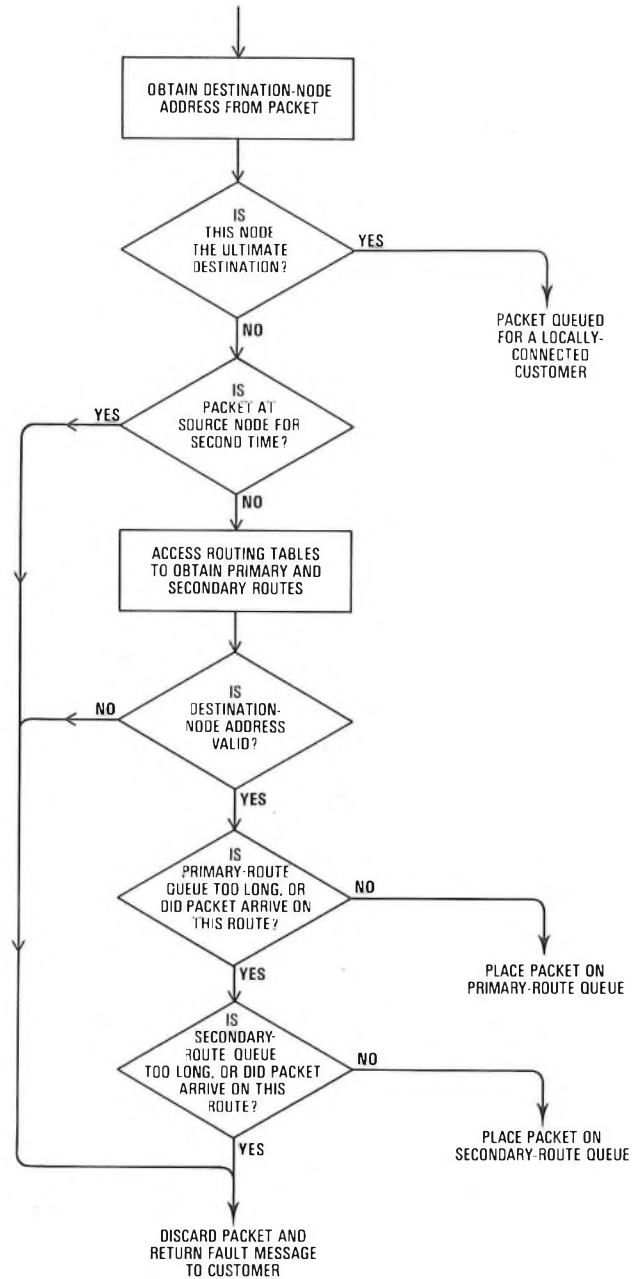 OBTAIN DESTINATION-NODE
ADDRESS FROM PACKET
IS
THIS NODE
THE ULTIMATE
DESTINATION?
YES
PACKET QUEUED
FOR A LOCALLY-
CONNECTED
CUSTOMER
NO
IS
PACKET AT
SOURCE NODE FOR
SECOND TIME?
YES
NO
ACCESS ROUTING TABLES
TO OBTAIN PRIMARY AND
SECONDARY ROUTES
IS
DESTINATION-
NODE ADDRESS
VALID?
NO
YES
IS
PRIMARY-ROUTE
QUEUE TOO LONG, OR
DID PACKET ARRIVE ON
THIS ROUTE?
NO
PLACE PACKET ON
PRIMARY-ROUTE QUEUE
YES
IS
SECONDARY-
ROUTE QUEUE
TOO LONG, OR DID PACKET
ARRIVE ON THIS
ROUTE?
NO
PLACE PACKET ON
SECONDARY-ROUTE QUEUE
YES
DISCARD PACKET AND
RETURN FAULT MESSAGE
TO CUSTOMER